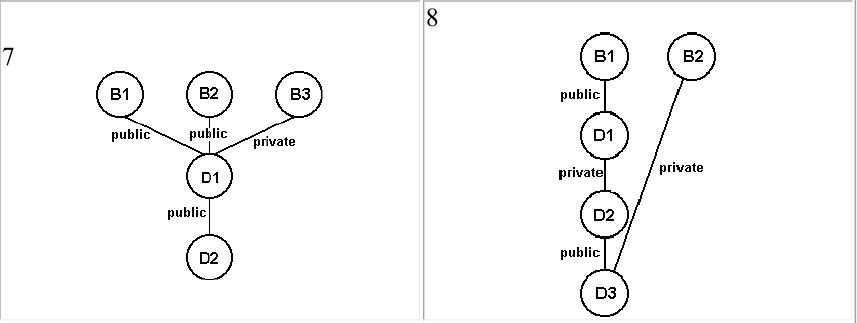 7
B1 B2 B3
public public private
D1
public
D2
8
B1 B2
public
D1
private private
D2
public
D3